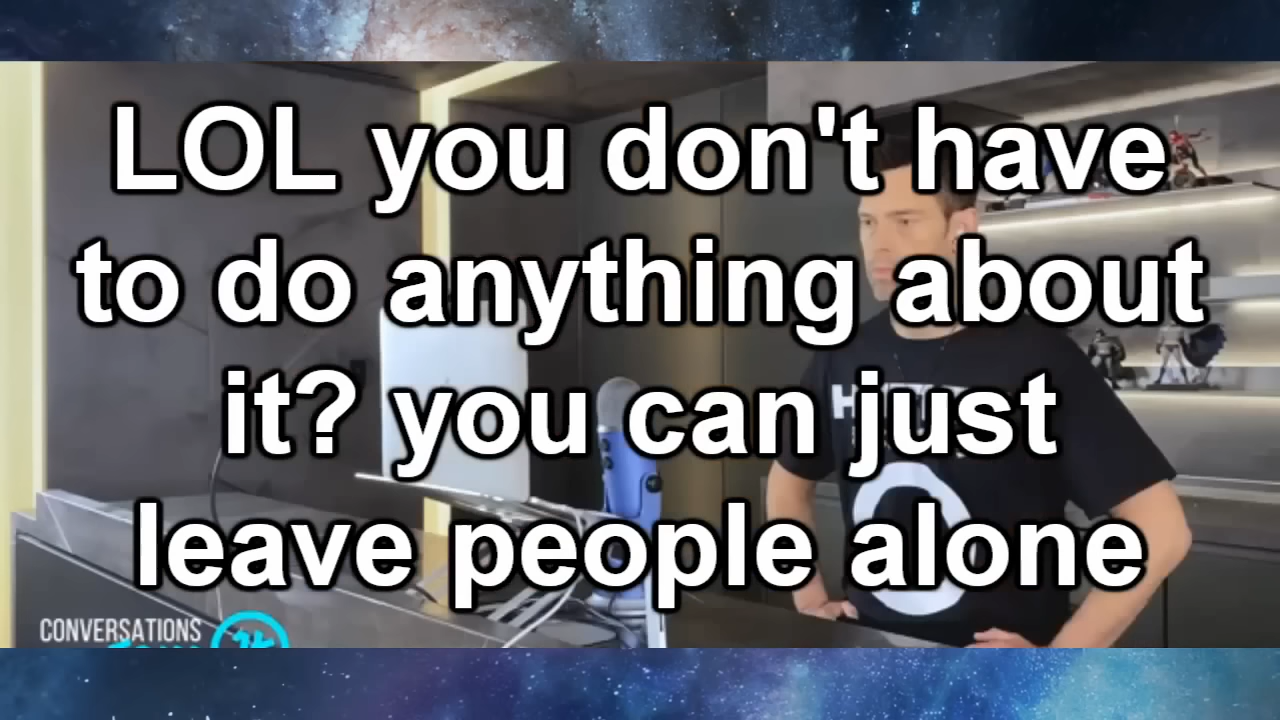 LOL you don't have
to do anything about
it? you can just
leave people alone
CONVERSATIONS